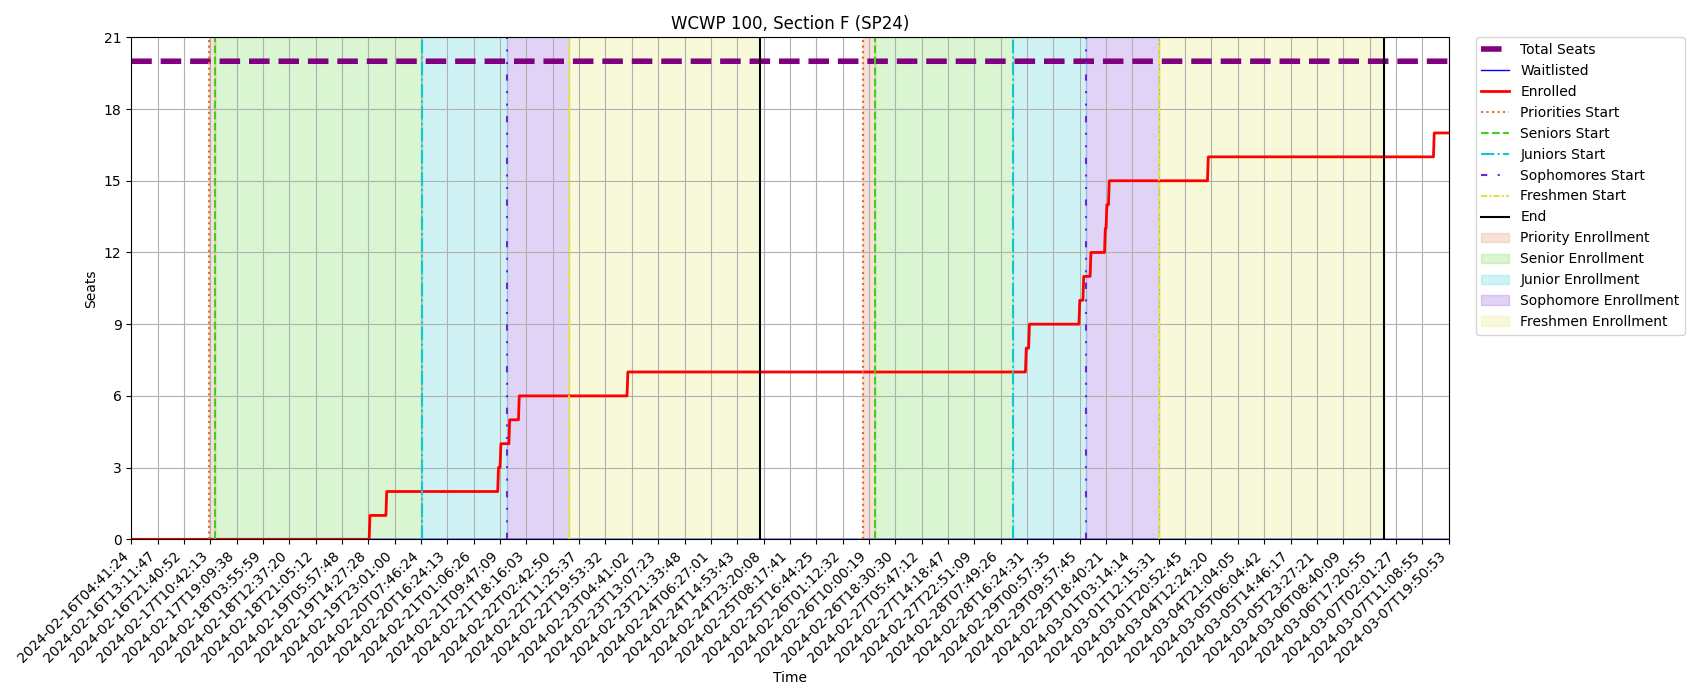 WCWP 100, Section F (SP24)
21
18
15
12
9
6
3
0
Seats
2024-02-16T04:41:24
2024-02-16T13:11:47
2024-02-16T21:40:52
2024-02-17T10:42:13
2024-02-17T19:09:38
2024-02-18T03:55:59
2024-02-18T12:37:20
2024-02-18T21:05:12
2024-02-19T05:57:48
2024-02-19T14:27:28
2024-02-19T23:01:00
2024-02-20T07:46:24
2024-02-20T16:24:13
2024-02-21T01:06:26
2024-02-21T09:47:09
2024-02-21T18:16:03
2024-02-22T02:42:50
2024-02-22T11:25:37
2024-02-22T19:53:32
2024-02-23T04:41:02
2024-02-23T13:07:23
2024-02-23T21:33:48
2024-02-24T06:27:01
2024-02-24T14:53:43
2024-02-24T23:20:08
2024-02-25T08:17:41
2024-02-25T16:44:25
2024-02-26T01:12:32
2024-02-26T10:00:19
2024-02-26T18:30:30
2024-02-27T05:47:12
2024-02-27T14:18:47
2024-02-27T22:51:09
2024-02-28T07:49:26
2024-02-28T16:24:31
2024-02-29T00:57:35
2024-02-29T09:57:45
2024-02-29T18:40:21
2024-03-01T03:14:14
2024-03-01T12:15:31
2024-03-01T20:52:45
2024-03-04T12:24:20
2024-03-04T21:04:05
2024-03-05T06:04:42
2024-03-05T14:46:17
2024-03-05T23:27:21
2024-03-06T08:40:09
2024-03-06T17:20:55
2024-03-07T02:01:27
2024-03-07T11:08:55
2024-03-07T19:50:53
Time
Total Seats
Waitlisted
Enrolled
Priorities Start
Seniors Start
Juniors Start
Sophomores Start
Freshmen Start
End
Priority Enrollment
Senior Enrollment
Junior Enrollment
Sophomore Enrollment
Freshmen Enrollment